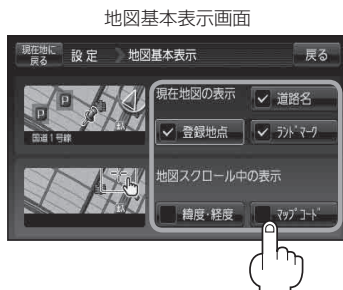 地図基本表示画面
現在地に
戻る
設定
地図基本表示
戻る
現在地図の表示
✔ 道路名
✔ 登録地点
✔ ﾗﾝﾄﾞﾏｰｸ
P
P
国道1号線
地図スクロール中の表示
緯度･経度
ﾏｯﾌﾟｺｰﾄﾞ